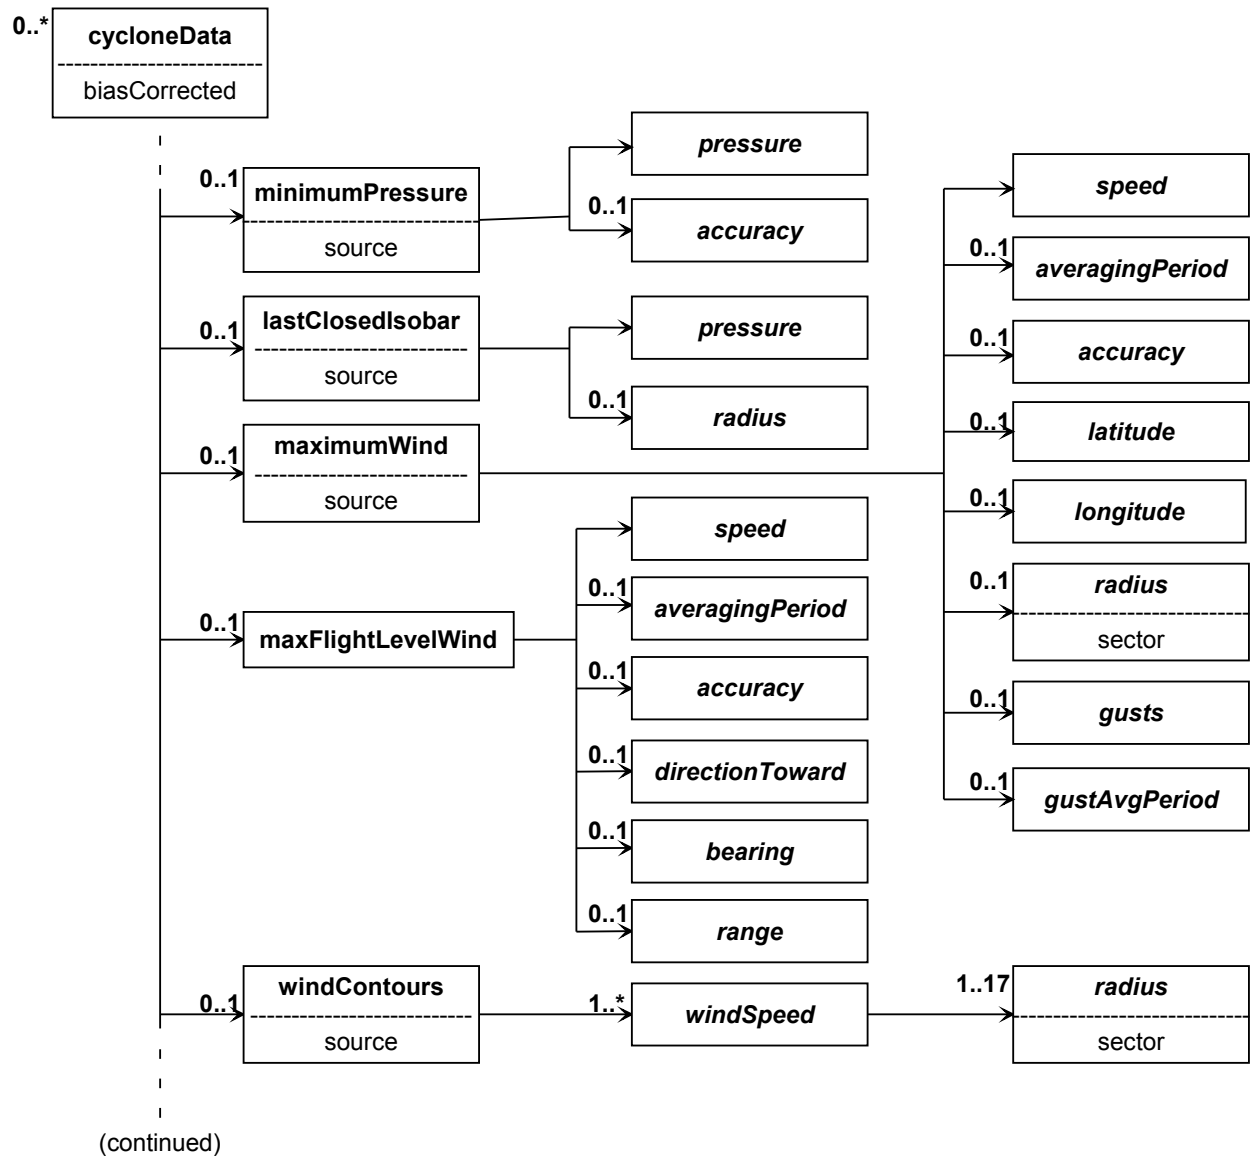 0..*
cycloneData
biasCorrected
0..1
minimumPressure
source
pressure
0..1
accuracy
0..1
lastClosedIsobar
source
pressure
0..1
radius
0..1
maximumWind
source
speed
0..1
averagingPeriod
0..1
accuracy
0..1
latitude
0..1
longitude
0..1
radius
sector
0..1
gusts
0..1
gustAvgPeriod
0..1
maxFlightLevelWind
speed
0..1
averagingPeriod
0..1
accuracy
0..1
directionToward
0..1
bearing
0..1
range
0..1
windContours
source
1..*
windSpeed
1..17
radius
sector
(continued)